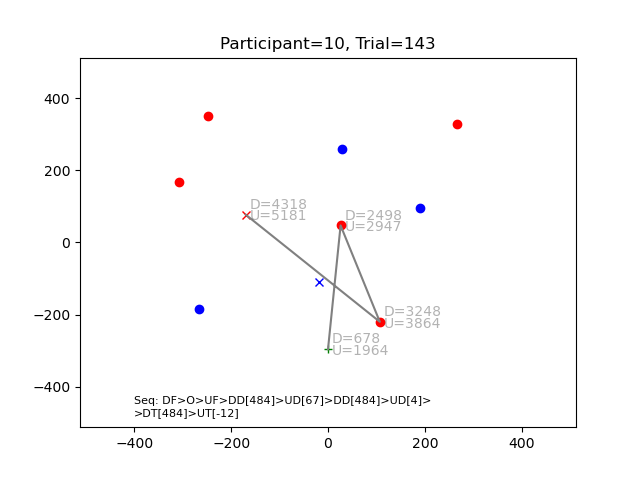 Participant=10, Trial=143
400
200
0
−200
−400
D=4318
U=5181
D=2498
U=2947
D=3248
U=3864
D=678
U=1964
Seq: DF>O>UF>DD[484]>UD[67]>DD[484]>UD[4]>
>DT[484]>UT[-12]
−400 −200 0 200 400